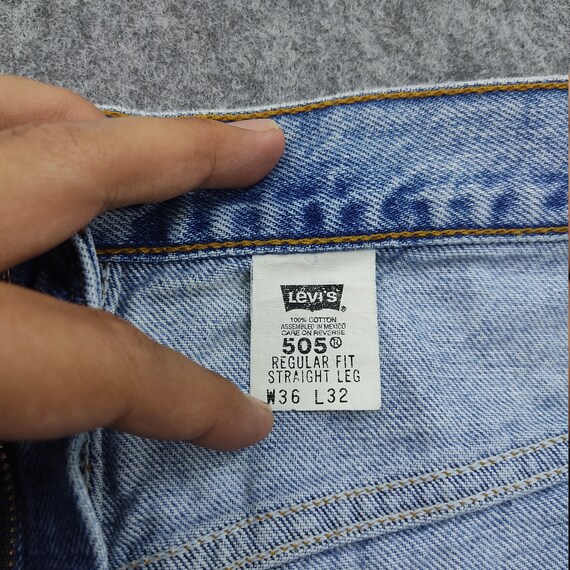 Levi's ®
100% COTTON
ASSEMBLED IN MEXICO
CARE ON REVERSE
505®
REGULAR FIT
STRAIGHT LEG
W36 L32